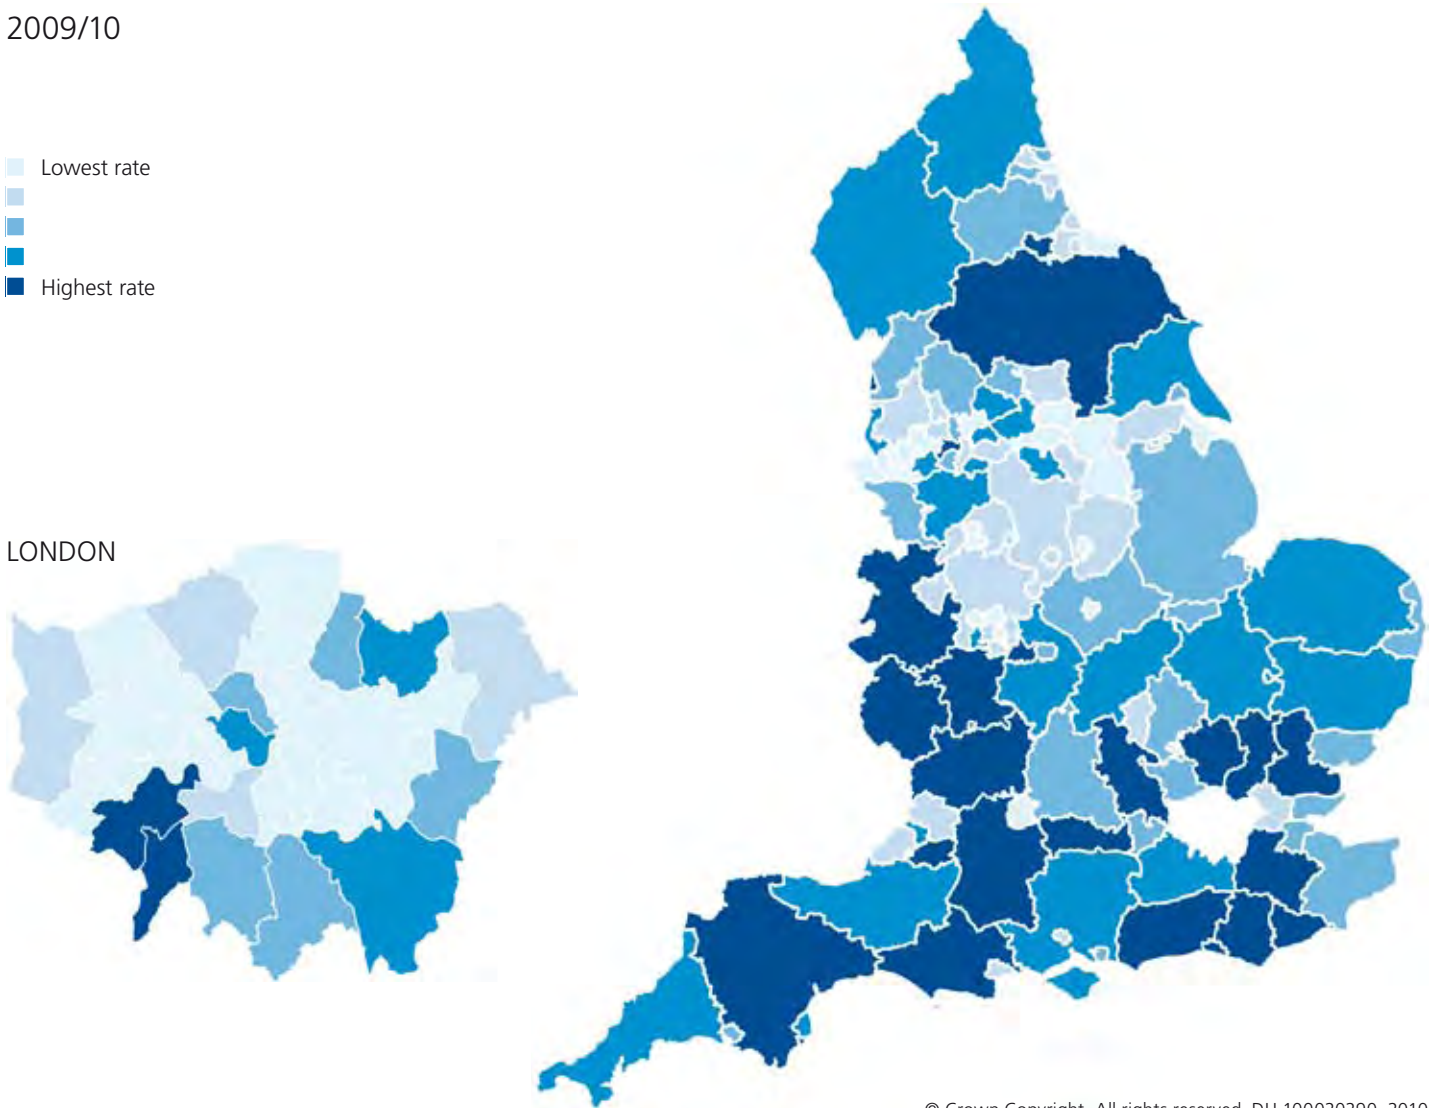 2009/10
Lowest rate
Highest rate
LONDON
© Crown Copyright. All rights reserved. DH 100020290. 2010